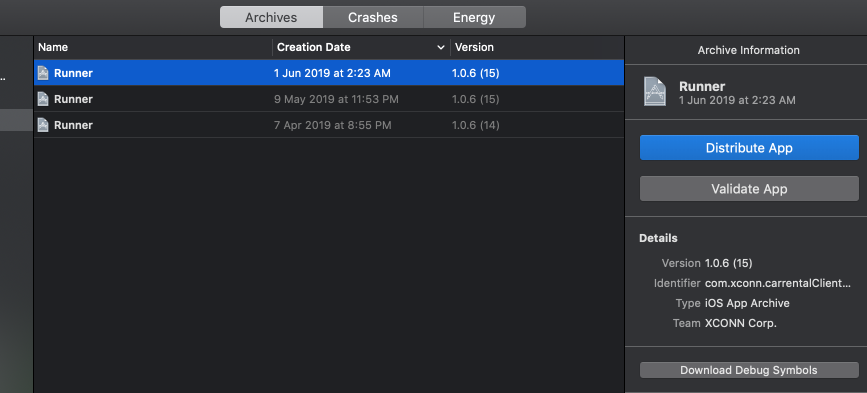 Archives Crashes Energy
Name Creation Date Version
Runner 1 Jun 2019 at 2:23 AM 1.0.6 (15)
Runner 9 May 2019 at 11:53 PM 1.0.6 (15)
Runner 7 Apr 2019 at 8:55 PM 1.0.6 (14)
..
Archive Information
Runner
1 Jun 2019 at 2:23 AM
Distribute App
Validate App
Details
Version 1.0.6 (15)
Identifier com.xconn.carrentalClient...
Type iOS App Archive
Team XCONN Corp.
Download Debug Symbols